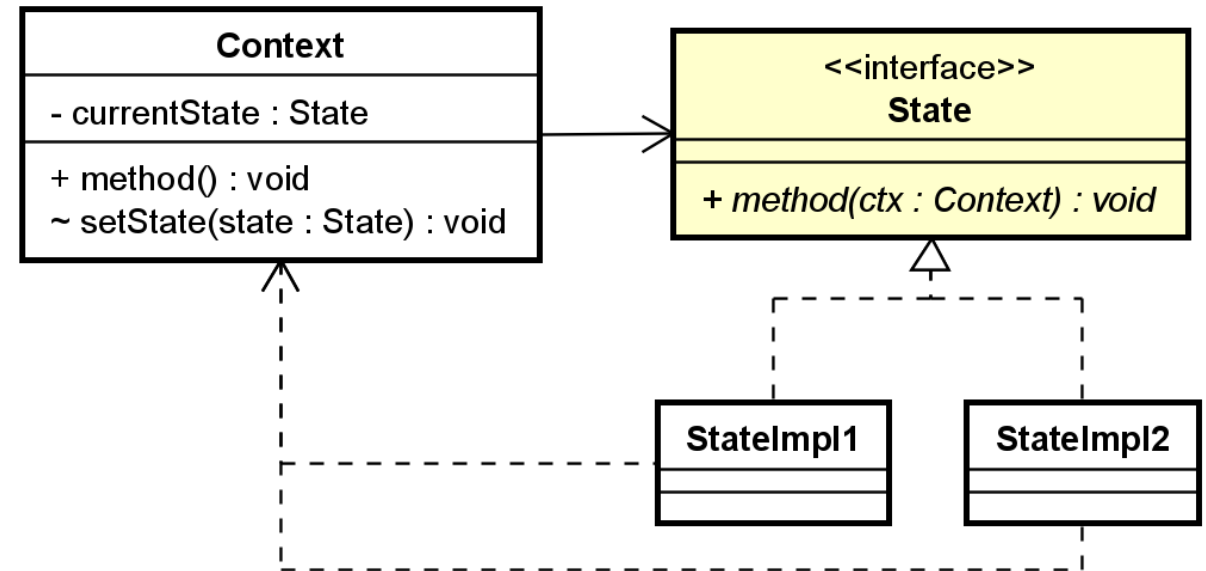 Context
- currentState : State
+ method() : void
~ setState(state : State) : void
<<interface>>
State
+ method(ctx : Context) : void
StateImpl1
StateImpl2